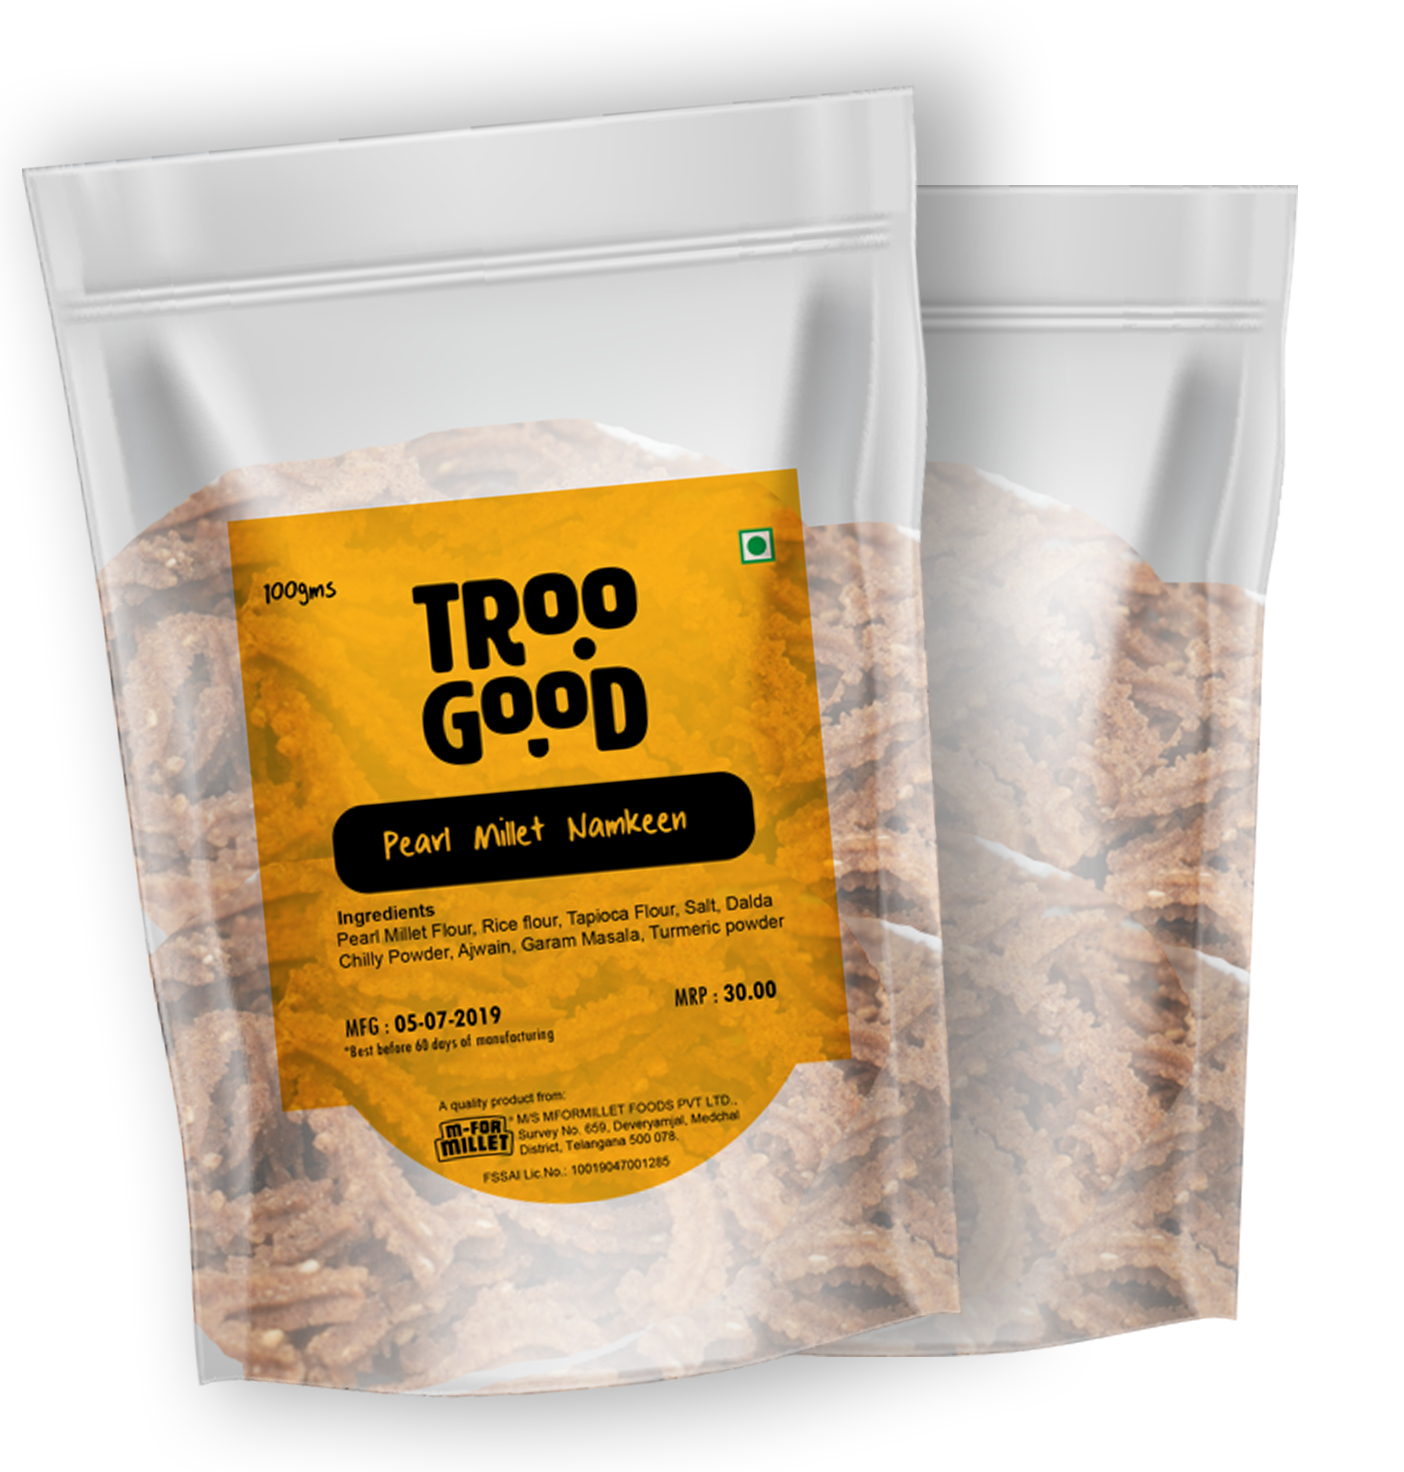 100gms
TROO
GOOD
Pearl Millet Namkeen
Ingredients
Pearl Millet Flour, Rice flour, Tapioca Flour, Salt, Dalda
Chilly Powder, Ajwain, Garam Masala, Turmeric powder
MRP : 30.00
MFG : 05-07-2019
*Best before 60 days of manufacturing
A quality product from:
M-FOR
MILLET
M/S MFORMILLET FOODS PVT LTD.,
Survey No. 659, Deveryamjal, Medchal
District, Telangana 500 078.
FSSAI Lic.No.: 10019047001285